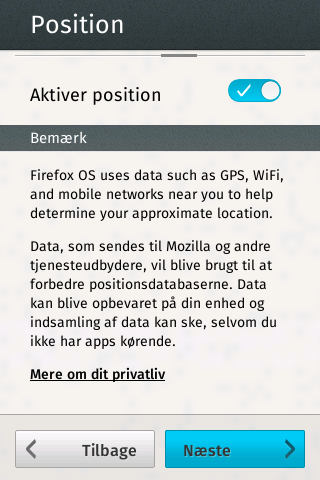 Position
Aktiver position
Bemærk
Firefox OS uses data such as GPS, WiFi,
and mobile networks near you to help
determine your approximate location.
Data, som sendes til Mozilla og andre
tjenesteudbydere, vil blive brugt til at
forbedre positionsdatabaserne. Data
kan blive opbevaret på din enhed og
indsamling af data kan ske, selvom du
ikke har apps kørende.
Mere om dit privatliv
Tilbage
Næste